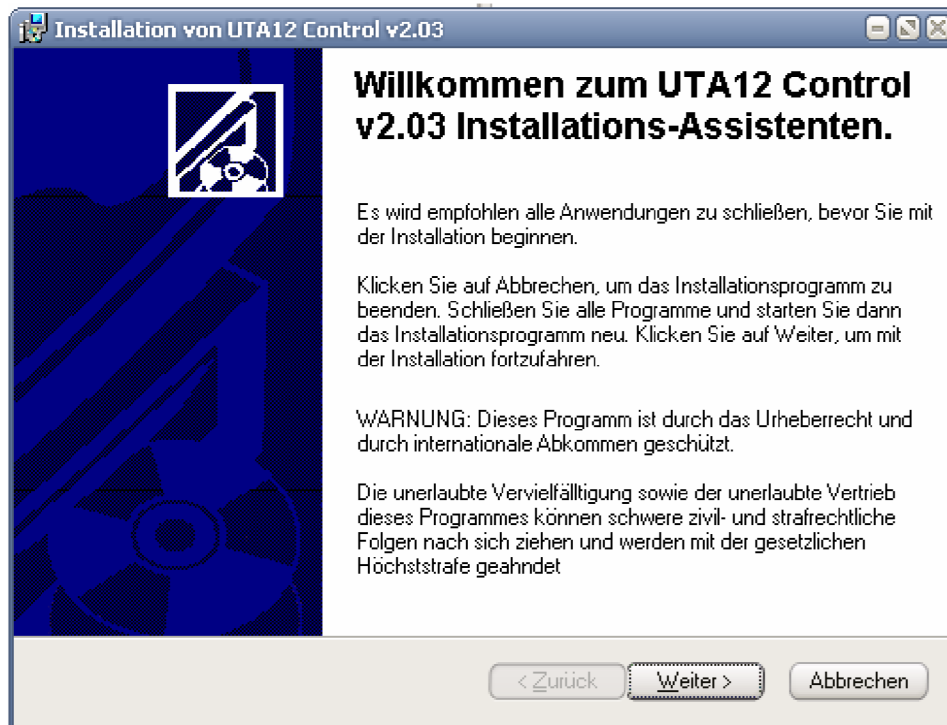 Installation von UTA12 Control v2.03
Willkommen zum UTA12 Control
v2.03 Installations-Assistenten.
Es wird empfohlen alle Anwendungen zu schließen, bevor Sie mit
der Installation beginnen.
Klicken Sie auf Abbrechen, um das Installationsprogramm zu
beenden. Schließen Sie alle Programme und starten Sie dann
das Installationsprogramm neu. Klicken Sie auf Weiter, um mit
der Installation fortzufahren.
WARNUNG: Dieses Programm ist durch das Urheberrecht und
durch internationale Abkommen geschützt.
Die unerlaubte Vervielfälltigung sowie der unerlaubte Vertrieb
dieses Programmes können schwere zivil- und strafrechtliche
Folgen nach sich ziehen und werden mit der gesetzlichen
Höchststrafe geahndet
< Zurück Weiter > Abbrechen